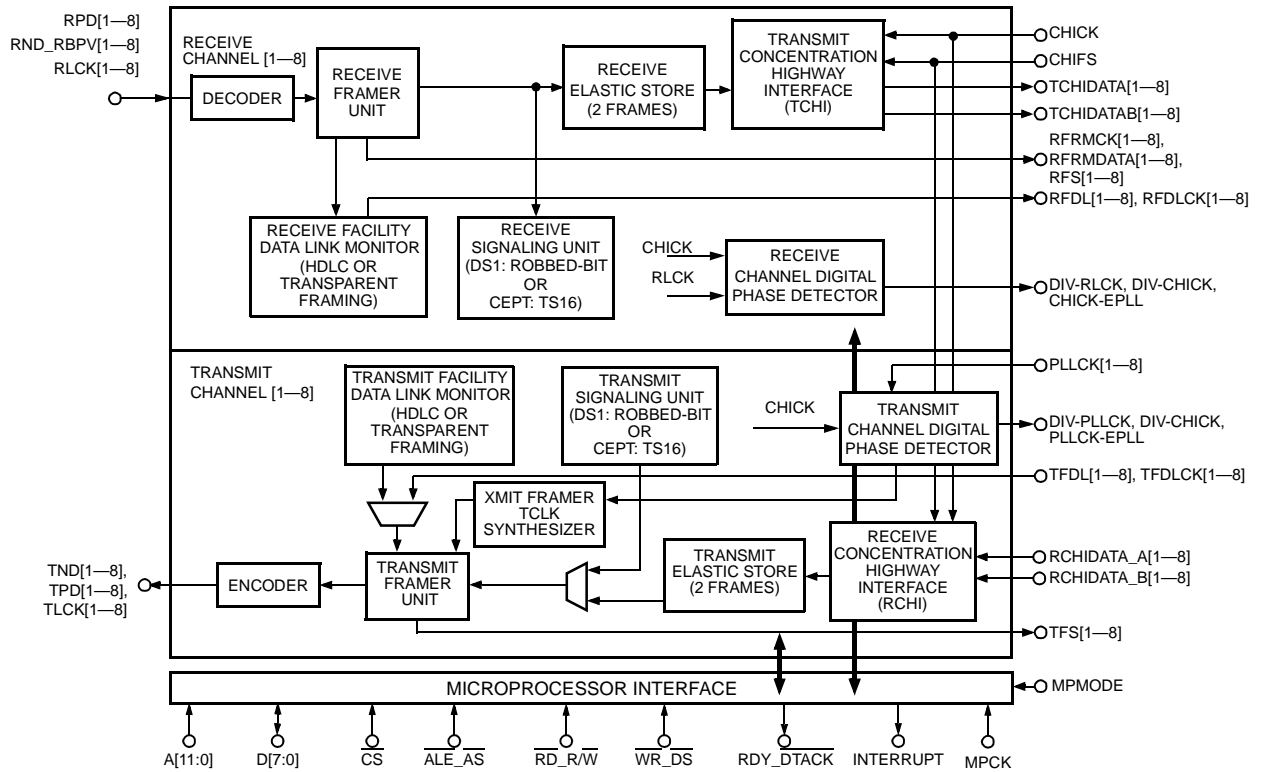 RPD[1—8]
RND_RBPV[1—8]
RLCK[1—8]
RECEIVE
CHANNEL [1—8]
DECODER
RECEIVE
FRAMER
UNIT
RECEIVE
ELASTIC STORE
(2 FRAMES)
TRANSMIT
CONCENTRATION
HIGHWAY
INTERFACE
(TCHI)
CHICK
CHIFS
TCHIDATA[1—8]
TCHIDATAB[1—8]
RFRMCK[1—8],
RFRMDATA[1—8],
RFS[1—8]
RFDL[1—8], RFDLCK[1—8]
RECEIVE FACILITY
DATA LINK MONITOR
(HDLC OR
TRANSPARENT
FRAMING)
RECEIVE
SIGNALING UNIT
(DS1: ROBBED-BIT
OR
CEPT: TS16)
CHICK
RLCK
RECEIVE
CHANNEL DIGITAL
PHASE DETECTOR
DIV-RLCK, DIV-CHICK,
CHICK-EPLL
TRANSMIT
CHANNEL [1—8]
TRANSMIT FACILITY
DATA LINK MONITOR
(HDLC OR
TRANSPARENT
FRAMING)
TRANSMIT
SIGNALING UNIT
(DS1: ROBBED-BIT
OR
CEPT: TS16)
CHICK
TRANSMIT
CHANNEL DIGITAL
PHASE DETECTOR
PLLCK[1—8]
DIV-PLLCK, DIV-CHICK,
PLLCK-EPLL
TFDL[1—8], TFDLCK[1—8]
XMIT FRAMER
TCLK
SYNTHESIZER
TND[1—8],
TPD[1—8],
TLCK[1—8]
ENCODER
TRANSMIT
FRAMER
UNIT
TRANSMIT
ELASTIC STORE
(2 FRAMES)
RECEIVE
CONCENTRATION
HIGHWAY
INTERFACE
(RCHI)
RCHIDATA_A[1—8]
RCHIDATA_B[1—8]
TFS[1—8]
MICROPROCESSOR INTERFACE
MPMODE
A[11:0]
D[7:0]
CS
ALE_AS
RD_R/W
WR_DS
RDY_DTACK
INTERRUPT
MPCK